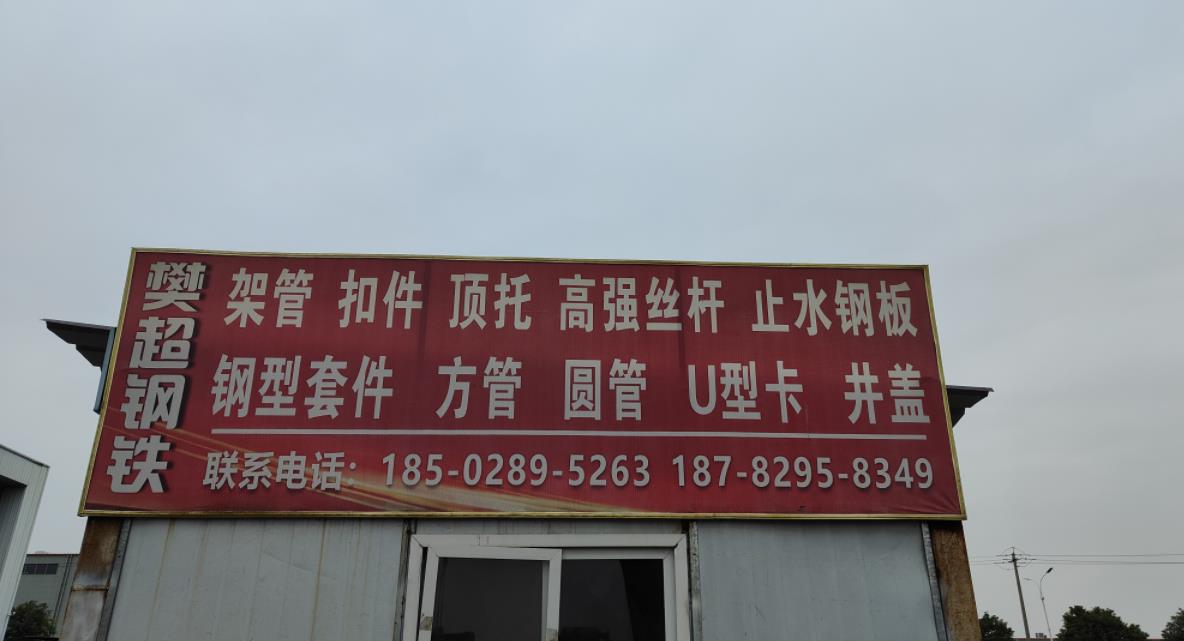 樊超钢铁
架管 扣件 顶托 高强丝杆 止水钢板
钢型套件 方管 圆管 U型卡 井盖
联系电话：185-0289-5263 187-8295-8349